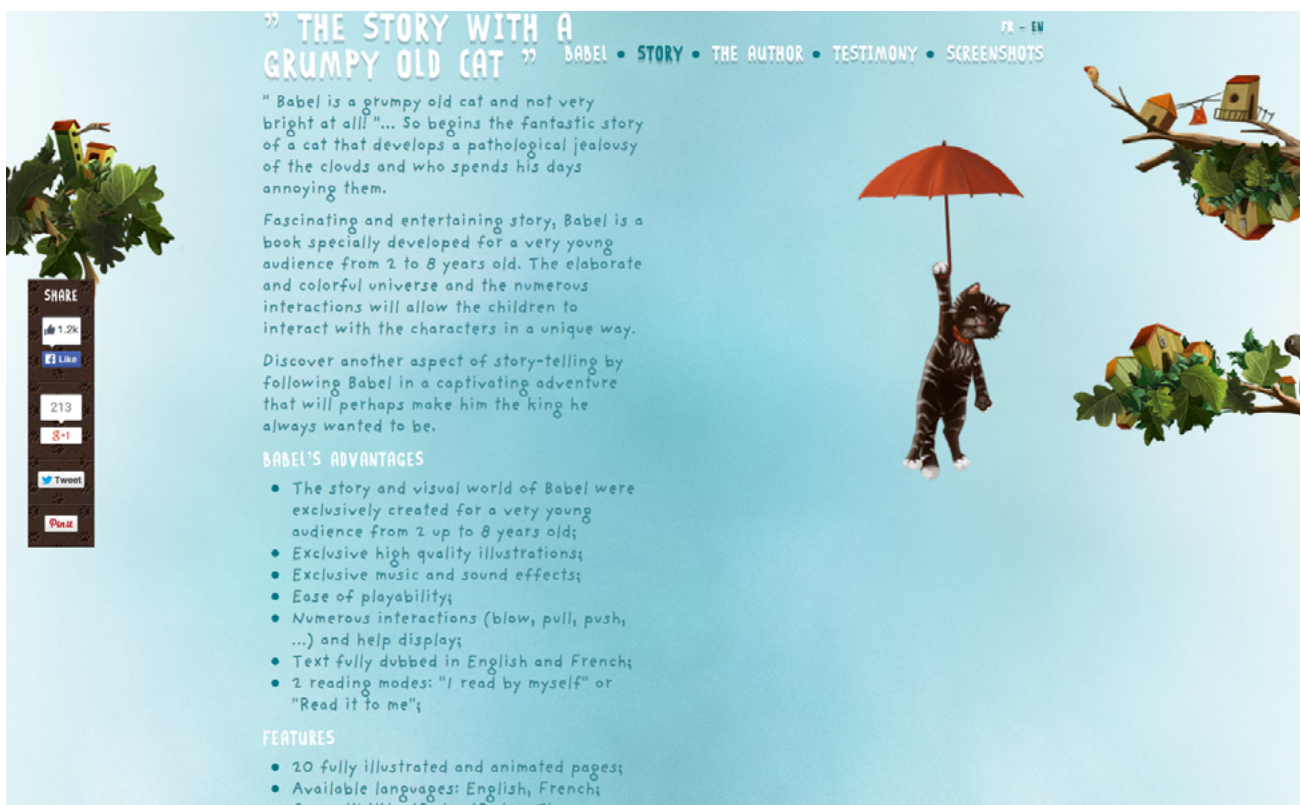 ” THE STORY WITH A
GRUMPY OLD CAT ”
FR - EN
BABEL • STORY • THE AUTHOR • TESTIMONY • SCREENSHOTS
" Babel is a grumpy old cat and not very
bright at all! "... So begins the fantastic story
of a cat that develops a pathological jealousy
of the clouds and who spends his days
annoying them.
Fascinating and entertaining story, Babel is a
book specially developed for a very young
audience from 2 to 8 years old. The elaborate
and colorful universe and the numerous
interactions will allow the children to
interact with the characters in a unique way.
Discover another aspect of story-telling by
following Babel in a captivating adventure
that will perhaps make him the king he
always wanted to be.
BABEL'S ADVANTAGES
• The story and visual world of Babel were
exclusively created for a very young
audience from 2 up to 8 years old;
• Exclusive high quality illustrations;
• Exclusive music and sound effects;
• Ease of playability;
• Numerous interactions (blow, pull, push,
...) and help display;
• Text fully dubbed in English and French;
• 2 reading modes: "I read by myself" or
"Read it to me";
FEATURES
• 20 fully illustrated and animated pages;
• Available languages: English, French;
SHARE
1.2k
Like
213
g+1
Tweet
Pin it